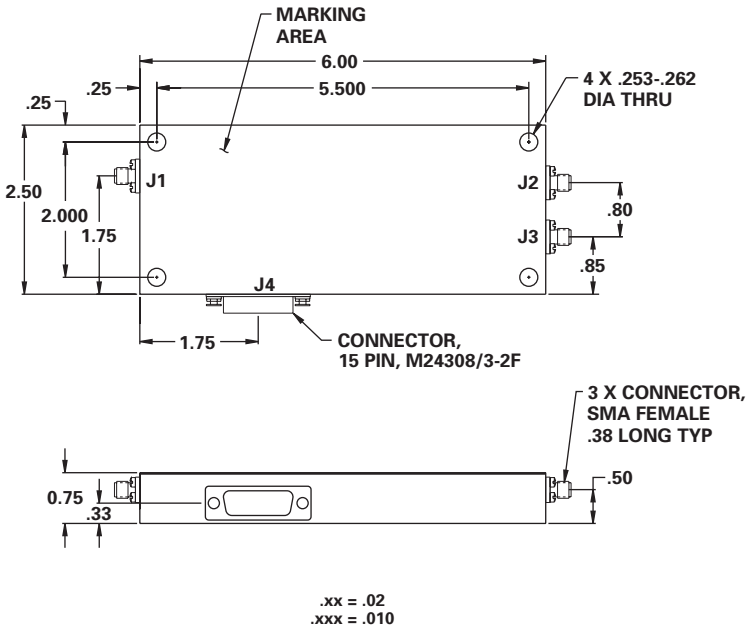 MARKING
AREA
6.00
.25
5.500
4 X .253-.262
DIA THRU
.25
J1
J2
2.50
2.000
.80
1.75
J3
.85
J4
1.75
CONNECTOR,
15 PIN, M24308/3-2F
3 X CONNECTOR,
SMA FEMALE
.38 LONG TYP
.50
0.75
.33
.xx = .02
.xxx = .010